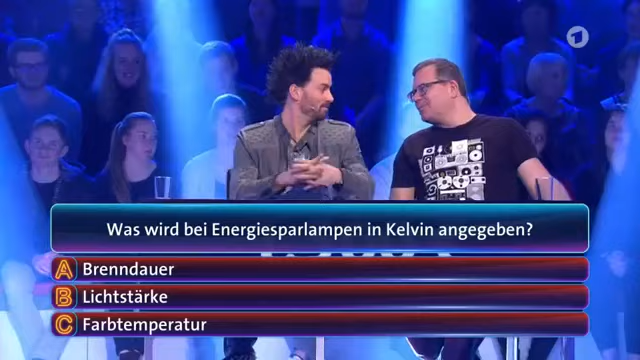 Was wird bei Energiesparlampen in Kelvin angegeben?
A Brenndauer
B Lichtstärke
C Farbtemperatur